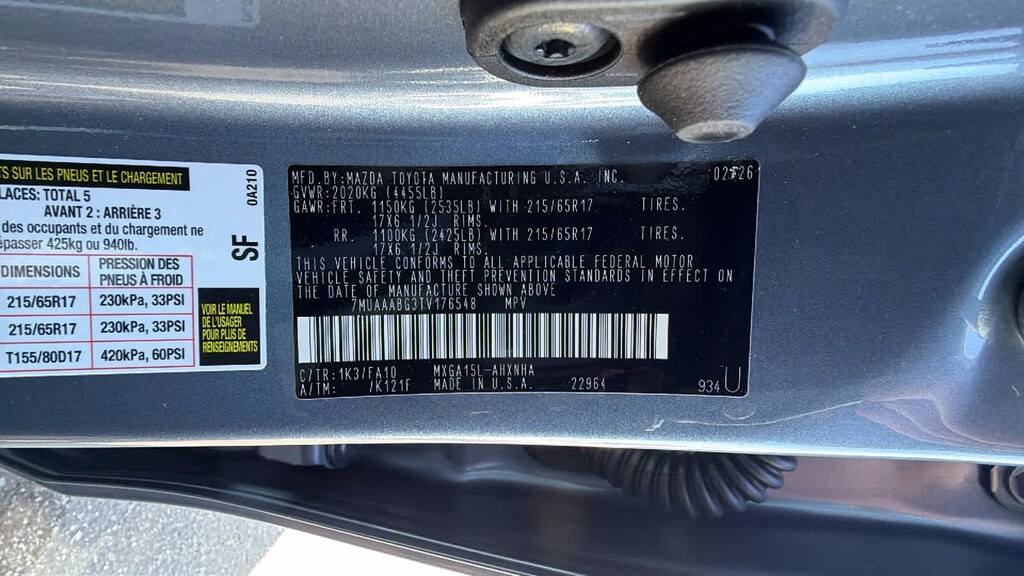 TS SUR LES PNEUS ET LE CHARGEMENT
LACES: TOTAL 5
AVANT 2 : ARRIÈRE 3
des occupants et du chargement ne
épasser 425kg ou 940lb.
DIMENSIONS PRESSION DES PNEUS À FROID
215/65R17 230kPa, 33PSI
215/65R17 230kPa, 33PSI
T155/80D17 420kPa, 60PSI
0A210
SF
VOIR LE MANUEL
DE L'USAGER
POUR PLUS DE
RENSEIGNEMENTS
MFD. BY: MAZDA TOYOTA MANUFACTURING U.S.A. INC. 02 26
GVWR: 2020KG (4455LB)
GAWR: FRT. 1150KG (2535LB) WITH 215/65R17 TIRES.
17X6 1/2J RIMS.
RR. 1100KG (2425LB) WITH 215/65R17 TIRES.
17X6 1/2J RIMS.
THIS VEHICLE CONFORMS TO ALL APPLICABLE FEDERAL MOTOR
VEHICLE SAFETY AND THEFT PREVENTION STANDARDS IN EFFECT ON
THE DATE OF MANUFACTURE SHOWN ABOVE
7MUAAABG3TV176548 MPV
C/TR: 1K3/FA10 MXGA15L-AHXNHA
A/TM: /K121F MADE IN U.S.A. 22964 934 U